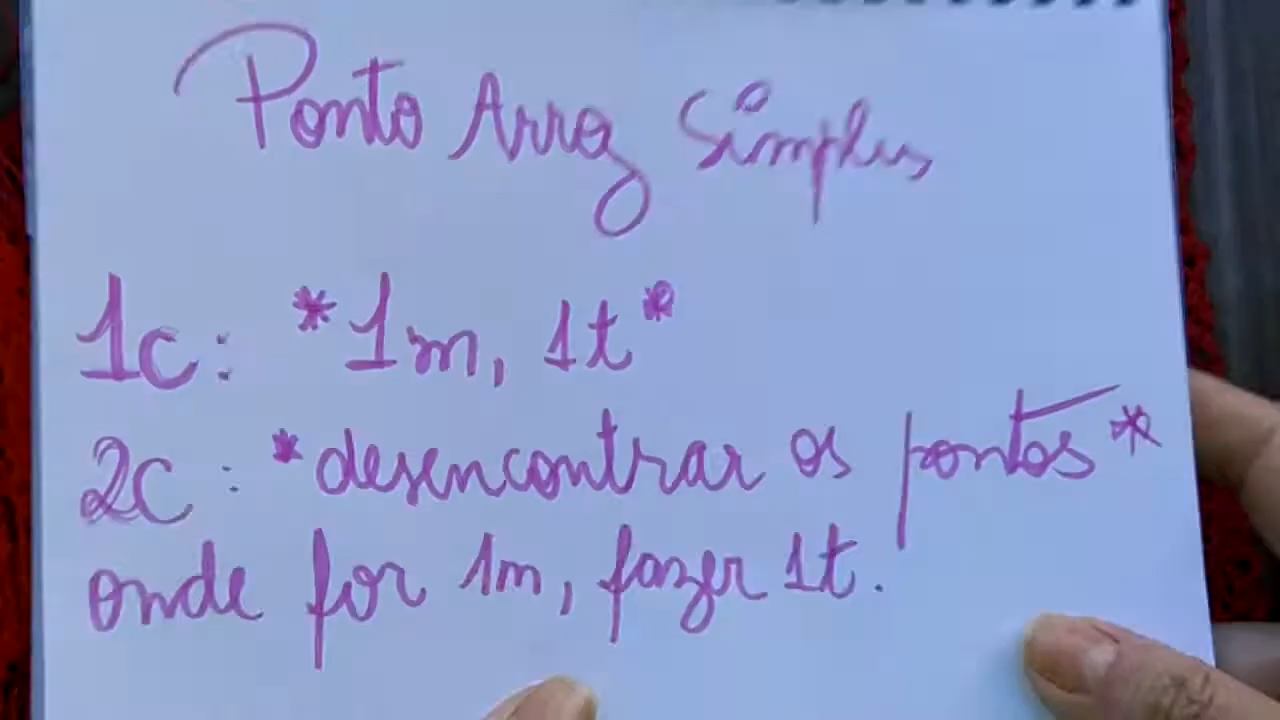 Ponto Arroz Simples
1c: *1m, 1t*
2c: *desencontrar os pontos*
onde for 1m, fazer 1t.